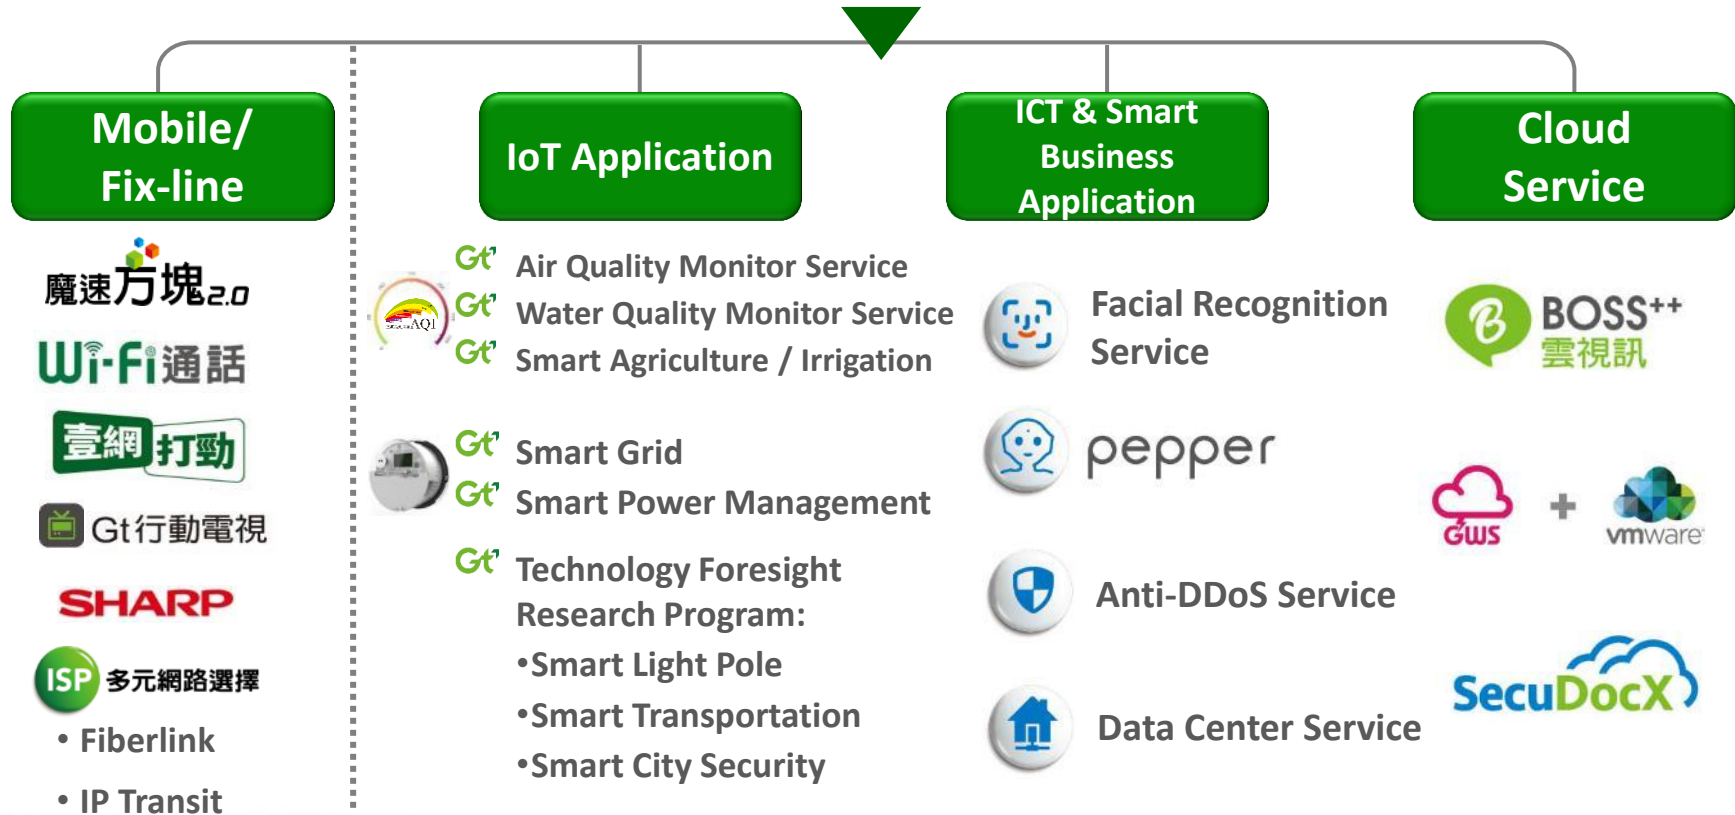 Mobile/
Fix-line
魔速方塊2.0
Wi-Fi通話
壹網打勁
Gt行動電視
SHARP
ISP 多元網路選擇
• Fiberlink
• IP Transit
IoT Application
AQI
Gt Air Quality Monitor Service
Gt Water Quality Monitor Service
Gt Smart Agriculture / Irrigation
Gt Smart Grid
Gt Smart Power Management
Gt Technology Foresight
Research Program:
•Smart Light Pole
•Smart Transportation
•Smart City Security
ICT & Smart
Business
Application
Facial Recognition
Service
pepper
Anti-DDoS Service
Data Center Service
Cloud
Service
B BOSS++
雲視訊
GWS + vmware
SecuDocX